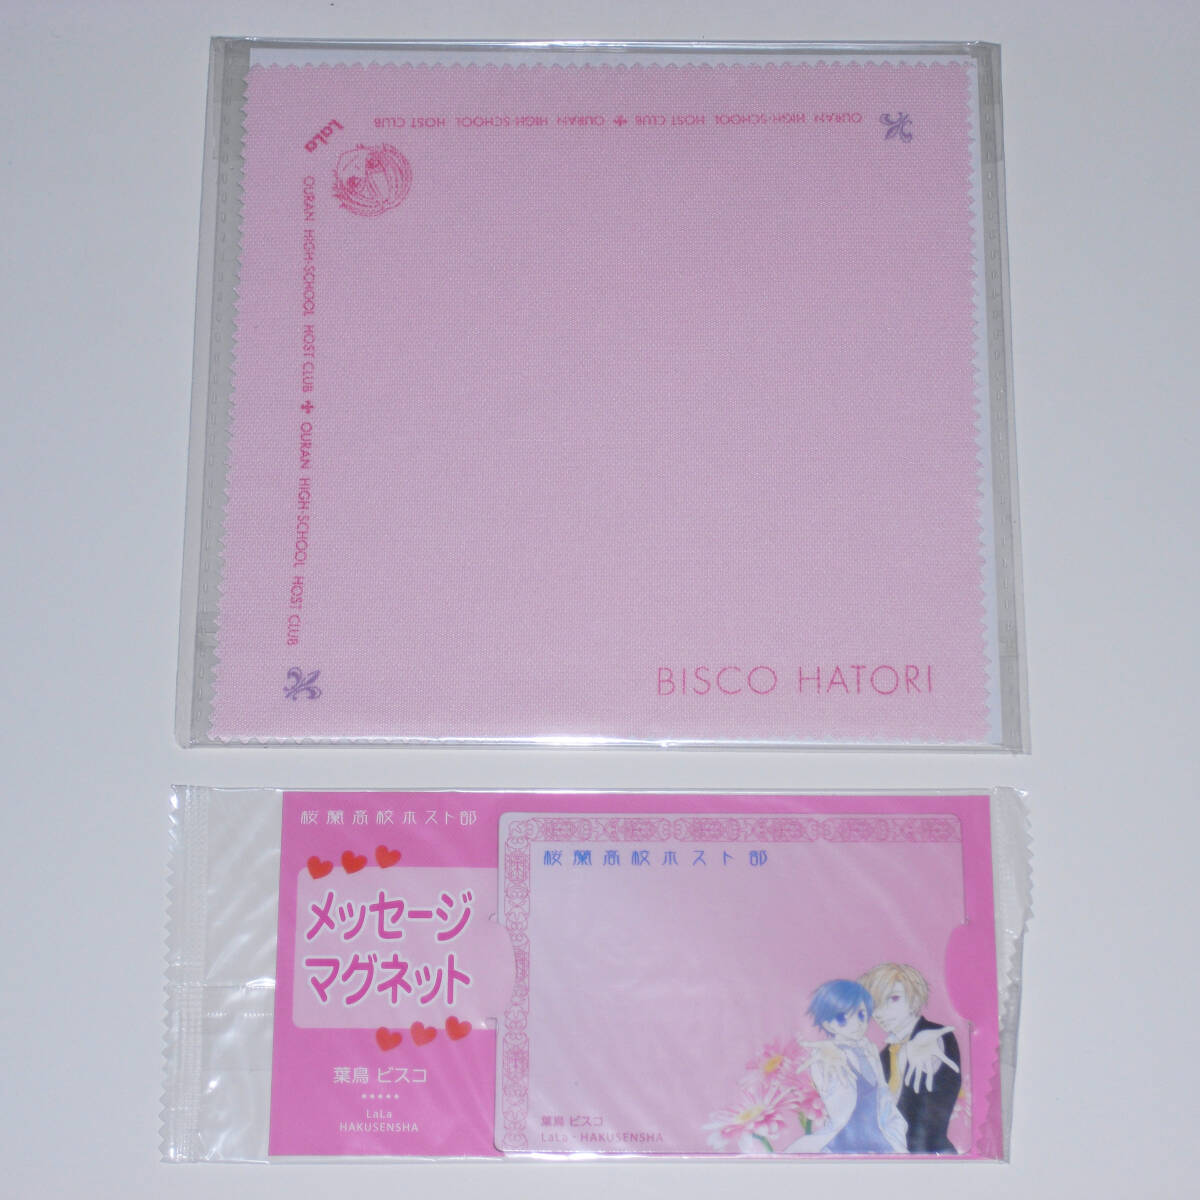 OURAN HIGH-SCHOOL HOST CLUB ✤ OURAN HIGH-SCHOOL HOST CLUB
LaLa
OURAN HIGH-SCHOOL HOST CLUB ✤ OURAN HIGH-SCHOOL HOST CLUB
BISCO HATORI
桜蘭高校ホスト部
メッセージ
マグネット
葉鳥 ビスコ
LaLa
HAKUSENSHA
桜蘭高校ホスト部
葉鳥 ビスコ
LaLa・HAKUSENSHA